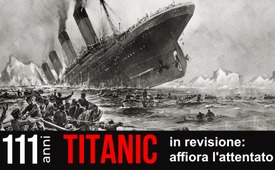 111 anni TITANIC
in revisione:
affiora l'attentato